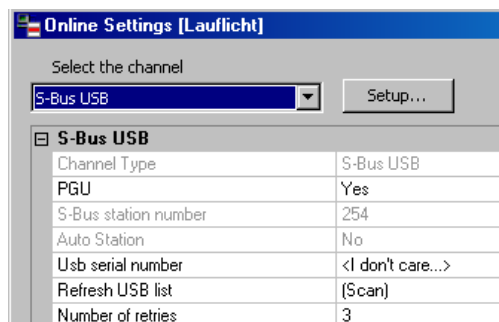 Online Settings [Lauflicht]
Select the channel
S-Bus USB
Setup...
S-Bus USB
Channel Type S-Bus USB
PGU Yes
S-Bus station number 254
Auto Station No
Usb serial number <I don't care...>
Refresh USB list (Scan)
Number of retries 3